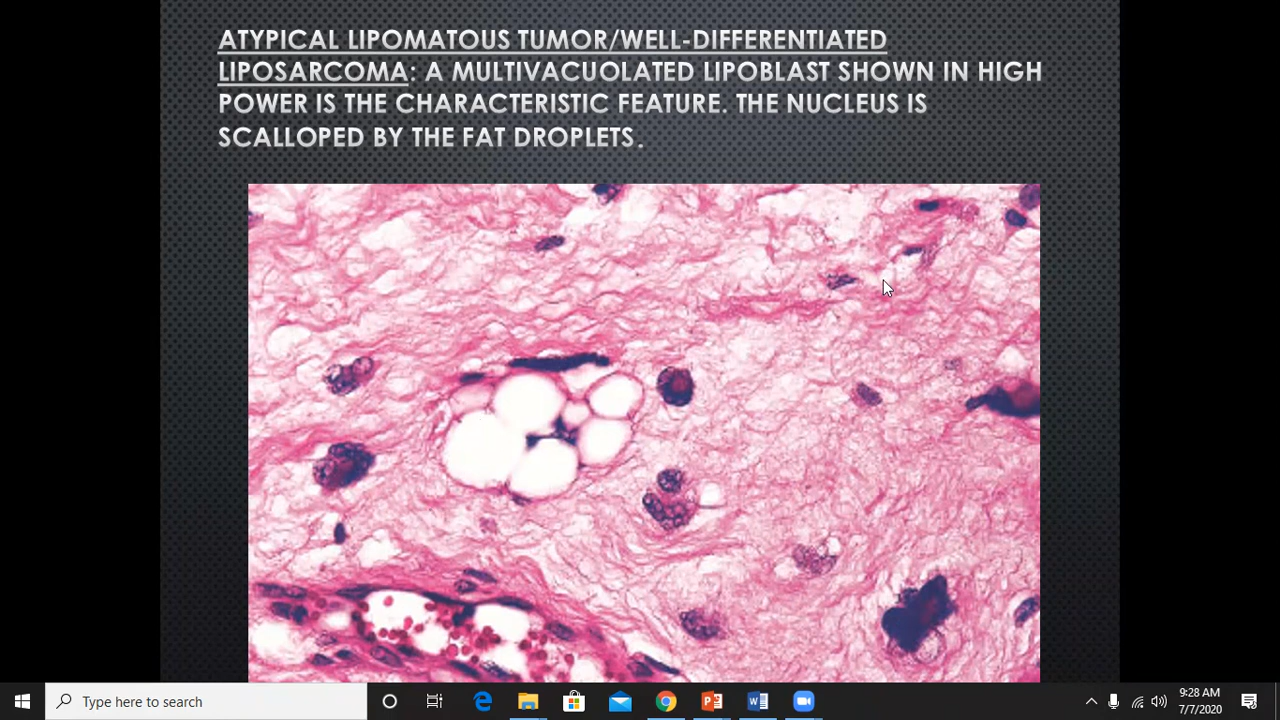 ATYPICAL LIPOMATOUS TUMOR/WELL-DIFFERENTIATED
LIPOSARCOMA: A MULTIVACUOLATED LIPOBLAST SHOWN IN HIGH
POWER IS THE CHARACTERISTIC FEATURE. THE NUCLEUS IS
SCALLOPED BY THE FAT DROPLETS.
Type here to search
9:28 AM
7/7/2020